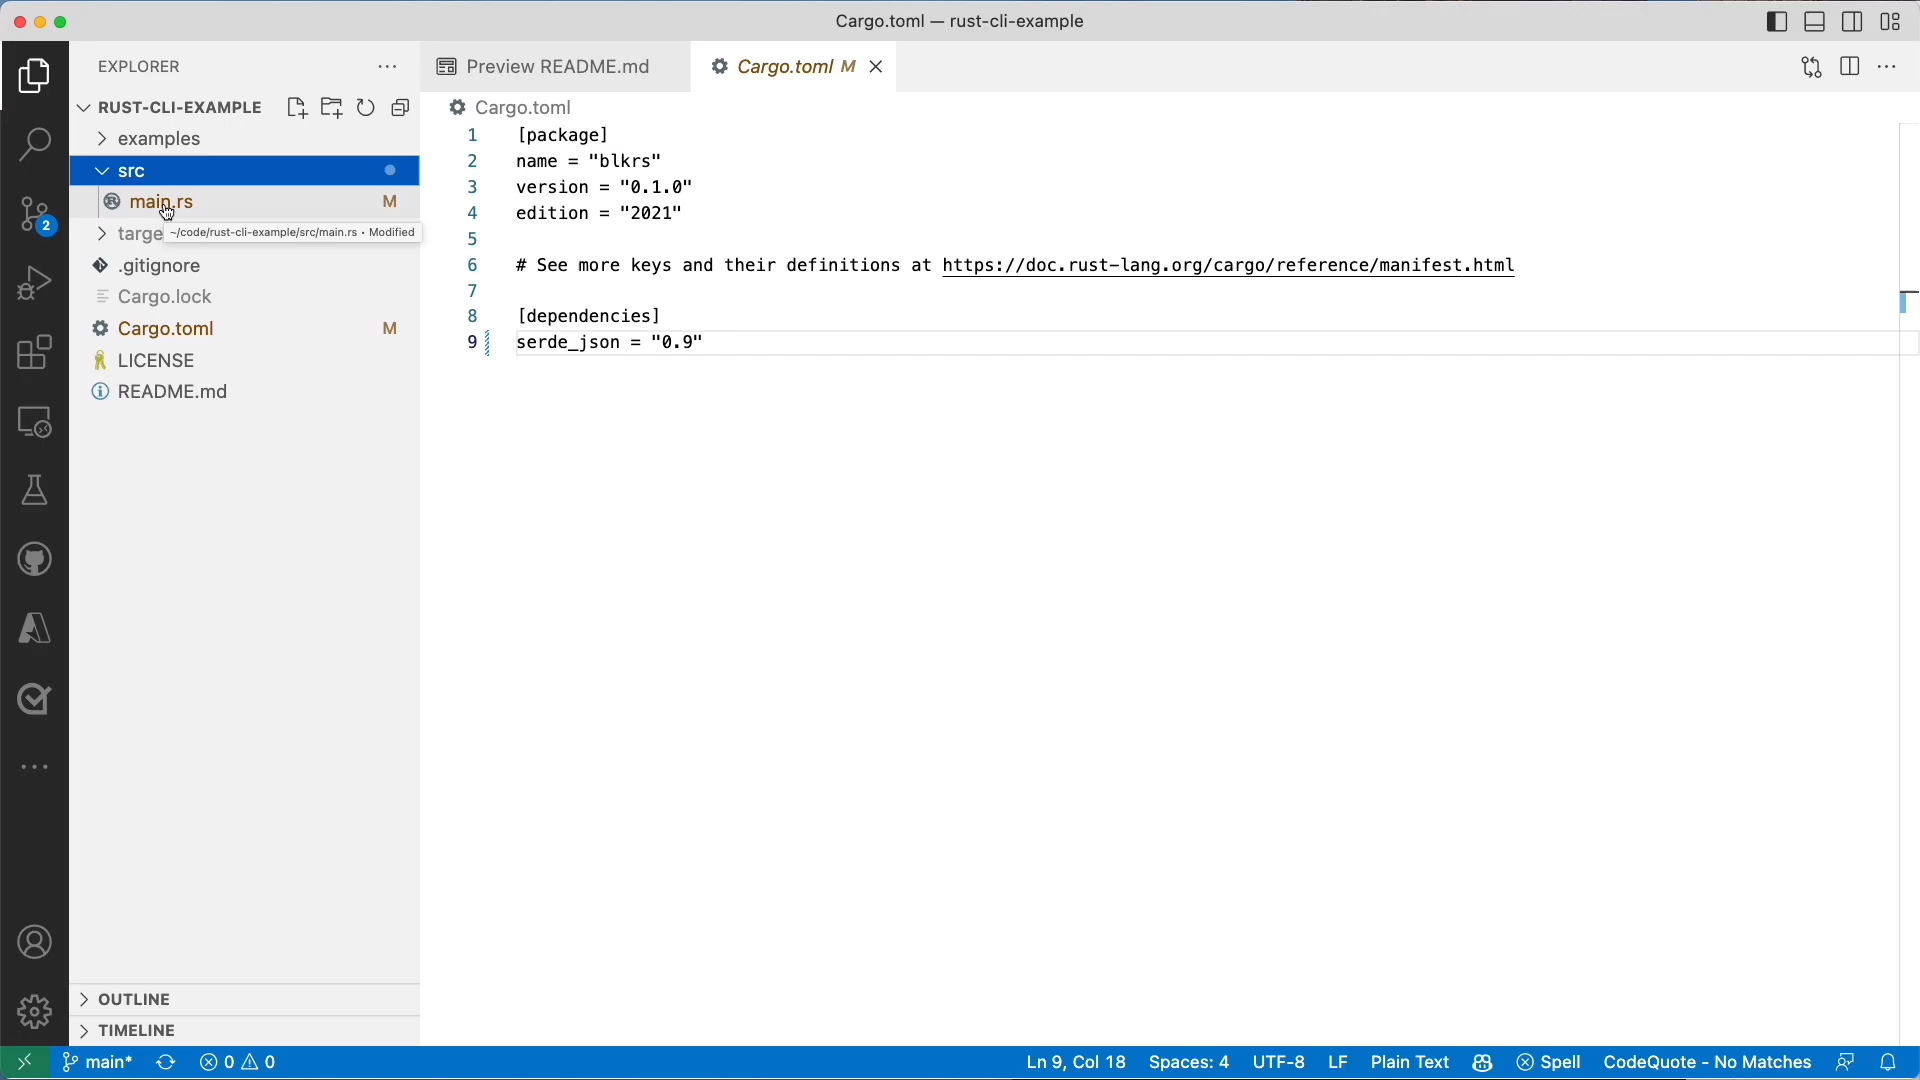 Cargo.toml — rust-cli-example
EXPLORER
Preview README.md
Cargo.toml M
RUST-CLI-EXAMPLE
Cargo.toml
examples
src
main.rs M
~/code/rust-cli-example/src/main.rs • Modified
.gitignore
Cargo.lock
Cargo.toml M
LICENSE
README.md
2
1 [package]
2 name = "blkrs"
3 version = "0.1.0"
4 edition = "2021"
5
6 # See more keys and their definitions at https://doc.rust-lang.org/cargo/reference/manifest.html
7
8 [dependencies]
9 serde_json = "0.9"
OUTLINE
TIMELINE
main* 0 0 Ln 9, Col 18 Spaces: 4 UTF-8 LF Plain Text Spell CodeQuote - No Matches